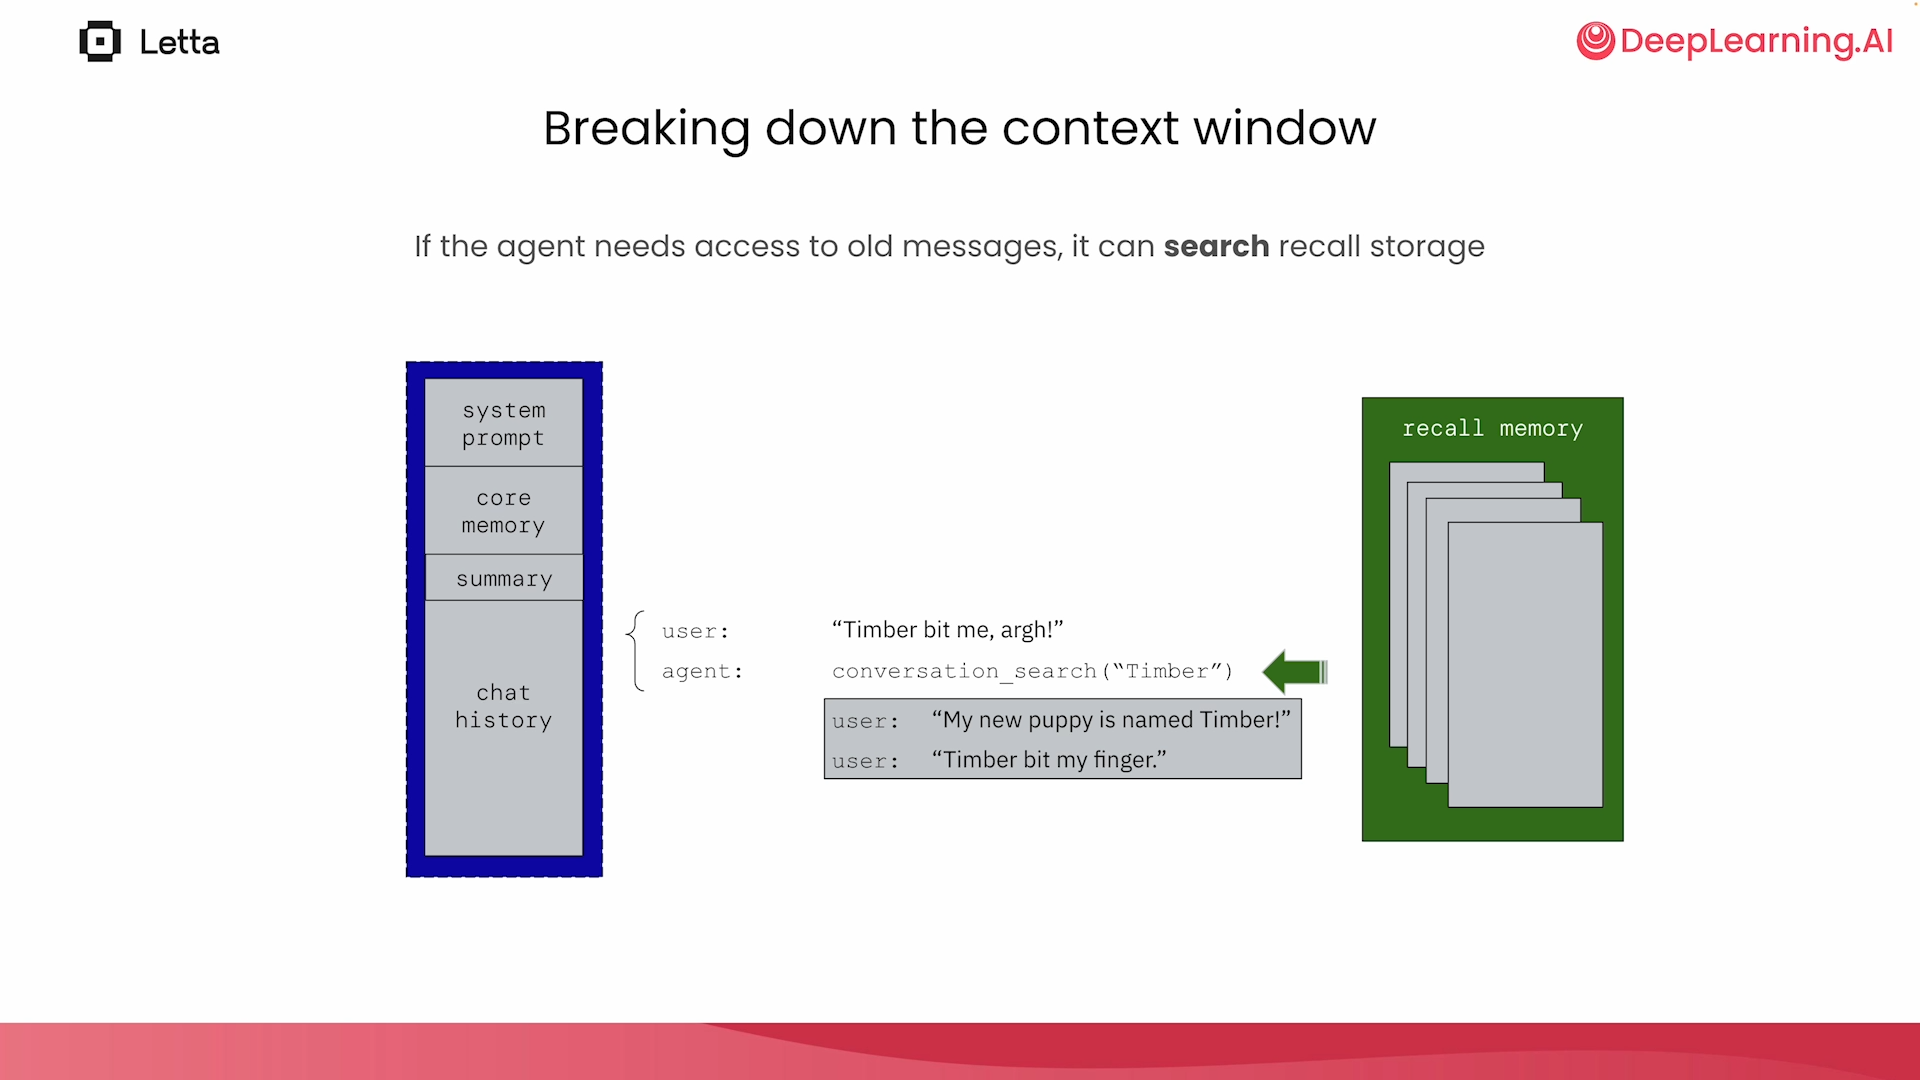 Letta
DeepLearning.AI
Breaking down the context window
If the agent needs access to old messages, it can search recall storage
system
prompt
core
memory
summary
chat
history
user: “Timber bit me, argh!”
agent: conversation_search(“Timber”)
user: “My new puppy is named Timber!”
user: “Timber bit my finger.”
recall memory